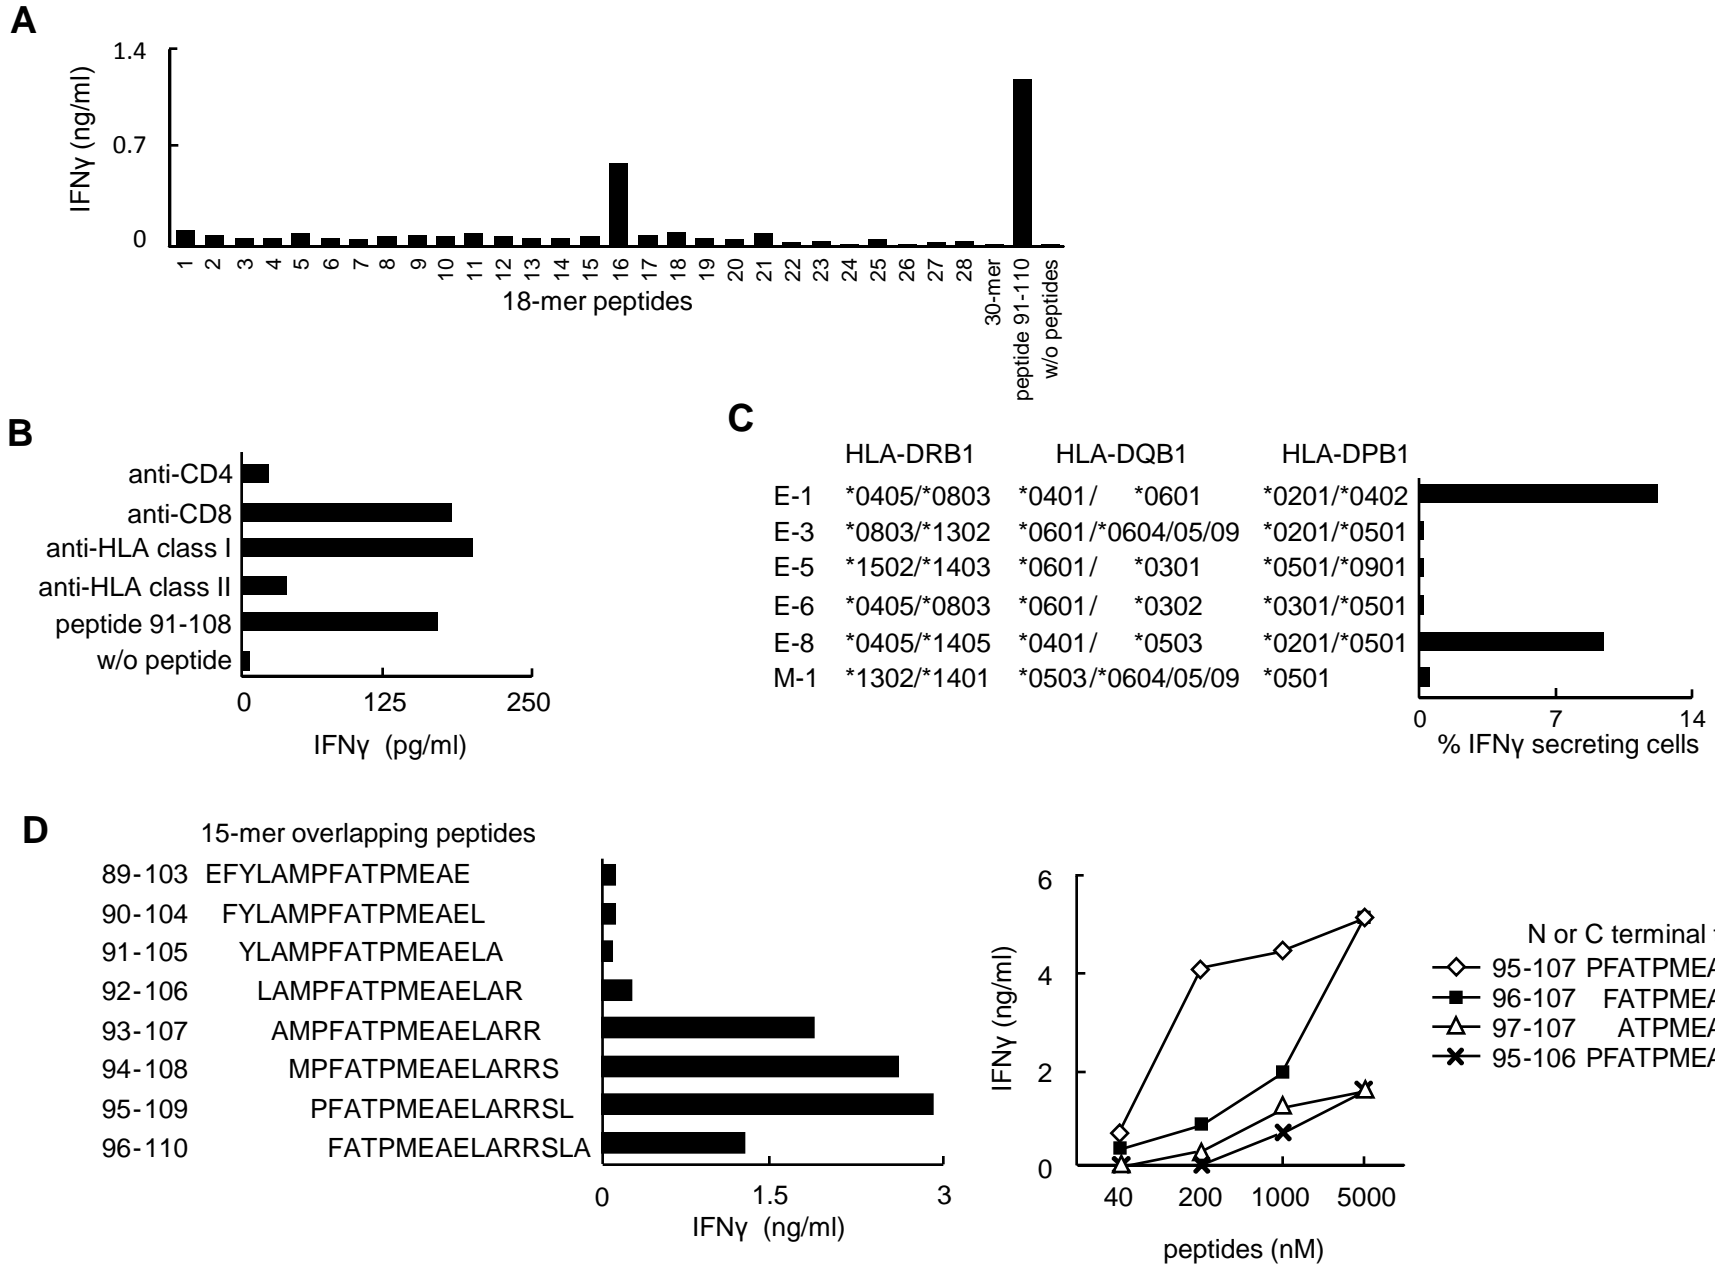 A
IFNγ (ng/ml)
1.4
0.7
0
1 2 3 4 5 6 7 8 9 10 11 12 13 14 15 16 17 18 19 20 21 22 23 24 25 26 27 28 30-mer peptide 91-110 w/o peptides
18-mer peptides
B
anti-CD4
anti-CD8
anti-HLA class I
anti-HLA class II
peptide 91-108
w/o peptide
0 125 250
IFNγ (pg/ml)
C
HLA-DRB1 HLA-DQB1 HLA-DPB1
E-1 *0405/*0803 *0401/ *0601 *0201/*0402
E-3 *0803/*1302 *0601/*0604/05/09 *0201/*0501
E-5 *1502/*1403 *0601/ *0301 *0501/*0901
E-6 *0405/*0803 *0601/ *0302 *0301/*0501
E-8 *0405/*1405 *0401/ *0503 *0201/*0501
M-1 *1302/*1401 *0503/*0604/05/09 *0501
0 7 14
% IFNγ secreting cells
D
15-mer overlapping peptides
89-103 EFYLAMPFATPMEAE
90-104 FYLAMPFATPMEAEL
91-105 YLAMPFATPMEAELA
92-106 LAMPFATPMEAELAR
93-107 AMPFATPMEAELARR
94-108 MPFATPMEAELARRS
95-109 PFATPMEAELARRSL
96-110 FATPMEAELARRSLA
0 1.5 3
IFNγ (ng/ml)
IFNγ (ng/ml)
6
4
2
0
40 200 1000 5000
peptides (nM)
N or C terminal
95-107 PFATPMEA
96-107 FATPMEA
97-107 ATPMEA
95-106 PFATPMEA